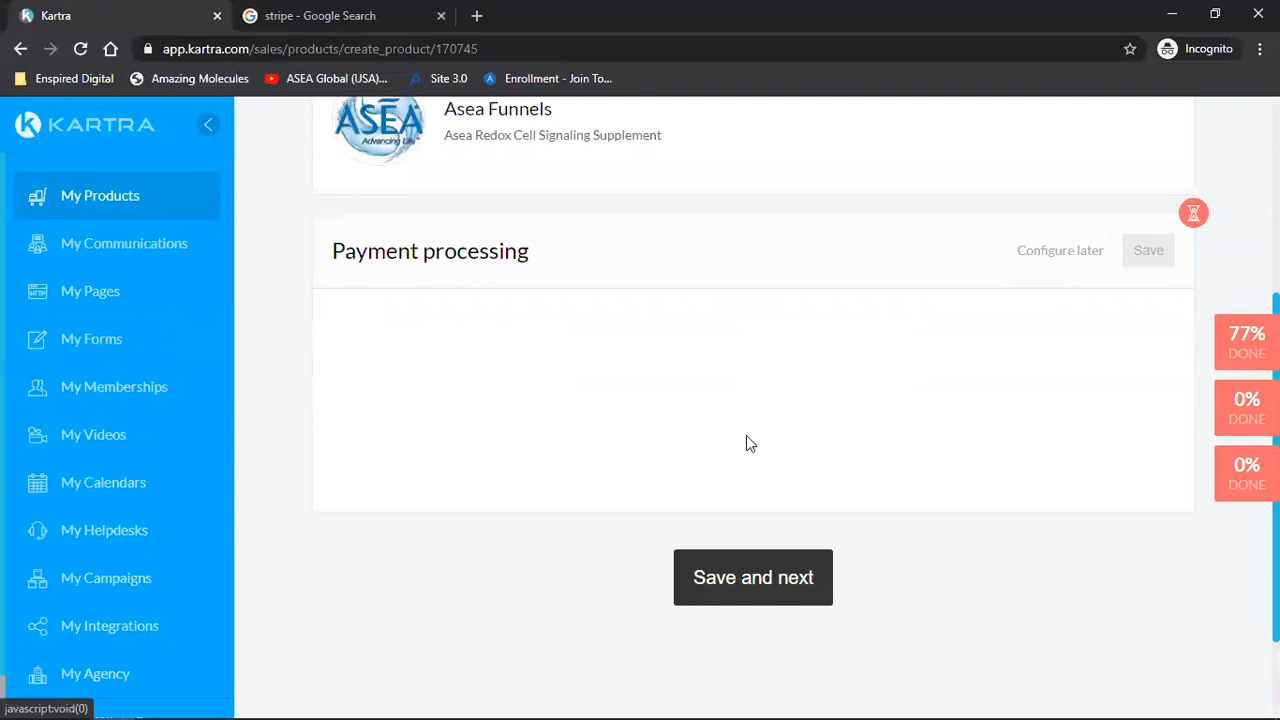 Kartra
stripe - Google Search
app.kartra.com/sales/products/create_product/170745
Incognito
Enspired Digital
Amazing Molecules
ASEA Global (USA)...
Site 3.0
Enrollment - Join To...
KARTRA
My Products
My Communications
My Pages
My Forms
My Memberships
My Videos
My Calendars
My Helpdesks
My Campaigns
My Integrations
My Agency
javascript:void(0)
ASEA
Advancing Life
Asea Funnels
Asea Redox Cell Signaling Supplement
Payment processing
Configure later
Save
Save and next
77%
DONE
0%
DONE
0%
DONE